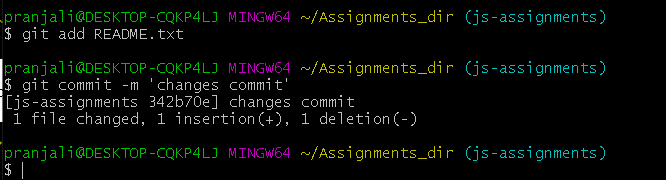 pranjali@DESKTOP-CQKP4LJ MINGW64 ~/Assignments_dir (js-assignments)
$ git add README.txt
pranjali@DESKTOP-CQKP4LJ MINGW64 ~/Assignments_dir (js-assignments)
$ git commit -m 'changes commit'
[js-assignments 342b70e] changes commit
 1 file changed, 1 insertion(+), 1 deletion(-)
pranjali@DESKTOP-CQKP4LJ MINGW64 ~/Assignments_dir (js-assignments)
$